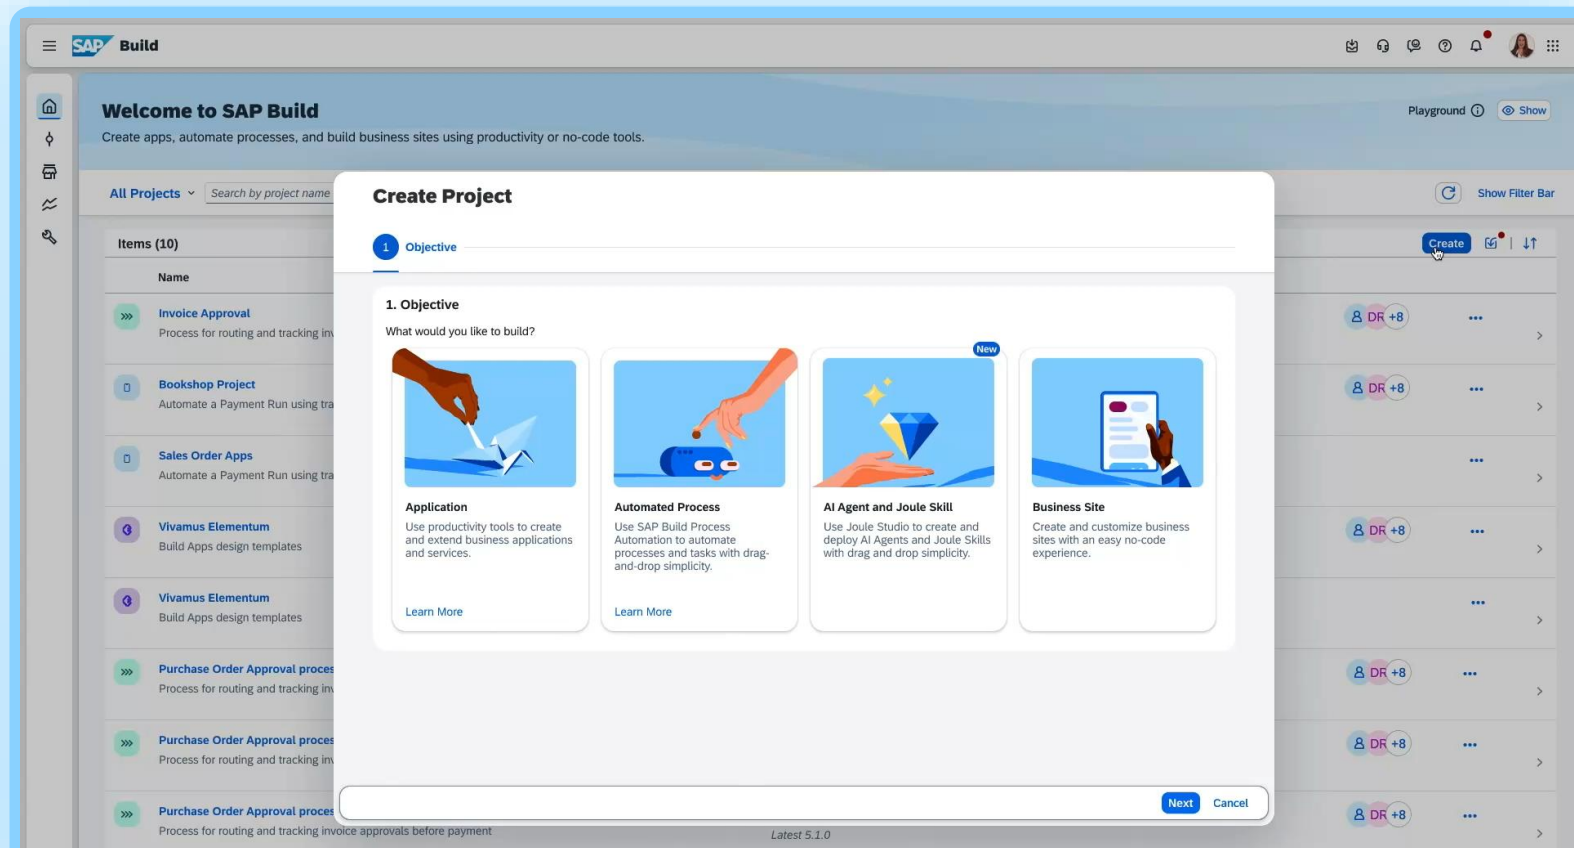 SAP Build
Welcome to SAP Build
Create apps, automate processes, and build business sites using productivity or no-code tools.
Playground
Show
All Projects
Search by project name
Show Filter Bar
Items (10)
Create
Name
Invoice Approval
Process for routing and tracking
DR +8
Bookshop Project
Automate a Payment Run using
DR +8
Sales Order Apps
Automate a Payment Run using
Vivamus Elementum
Build Apps design templates
DR +8
Vivamus Elementum
Build Apps design templates
Purchase Order Approval
Process for routing and tracking
DR +8
Purchase Order Approval
Process for routing and tracking
DR +8
Purchase Order Approval
Process for routing and tracking invoice approvals before payment
Latest 5.1.0
DR +8
Create Project
1 Objective
1. Objective
What would you like to build?
Application
Use productivity tools to create
and extend business applications
and services.
Learn More
Automated Process
Use SAP Build Process
Automation to automate
processes and tasks with drag-
and-drop simplicity.
Learn More
New
AI Agent and Joule Skill
Use Joule Studio to create and
deploy AI Agents and Joule Skills
with drag and drop simplicity.
Business Site
Create and customize business
sites with an easy no-code
experience.
Next
Cancel